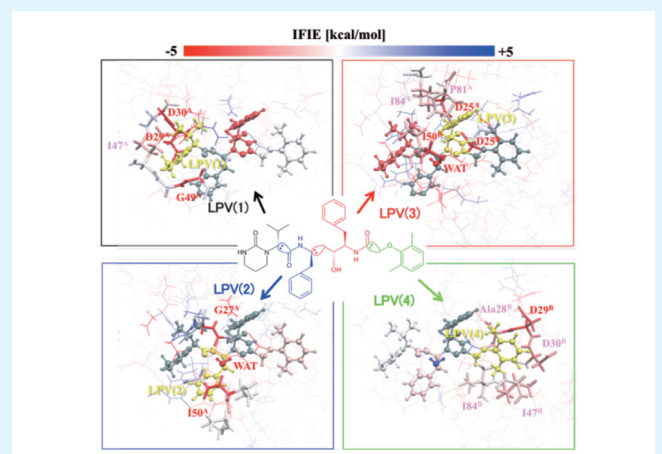 IFIE [kcal/mol]
-5 +5
D30A
D29A
I47A
LPV(1)
G49A
LPV(1)
P81A
I84A
D25A
LPV(3)
I50B
D25B
WAT
LPV(3)
HN N
O
H
N
O
OH
N
H
O
O
LPV(2)
G27A
WAT
LPV(2)
I50A
LPV(4)
Ala28B
D29B
LPV(4)
D30B
I84B
I47B